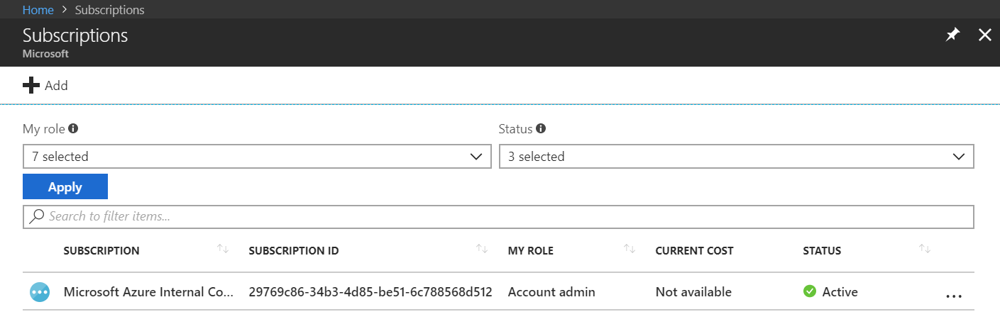 Home > Subscriptions
Subscriptions
Microsoft
Add
My role Status
7 selected 3 selected
Apply
Search to filter items...
SUBSCRIPTION SUBSCRIPTION ID MY ROLE CURRENT COST STATUS
Microsoft Azure Internal Co... 29769c86-34b3-4d85-be51-6c788568d512 Account admin Not available Active ...